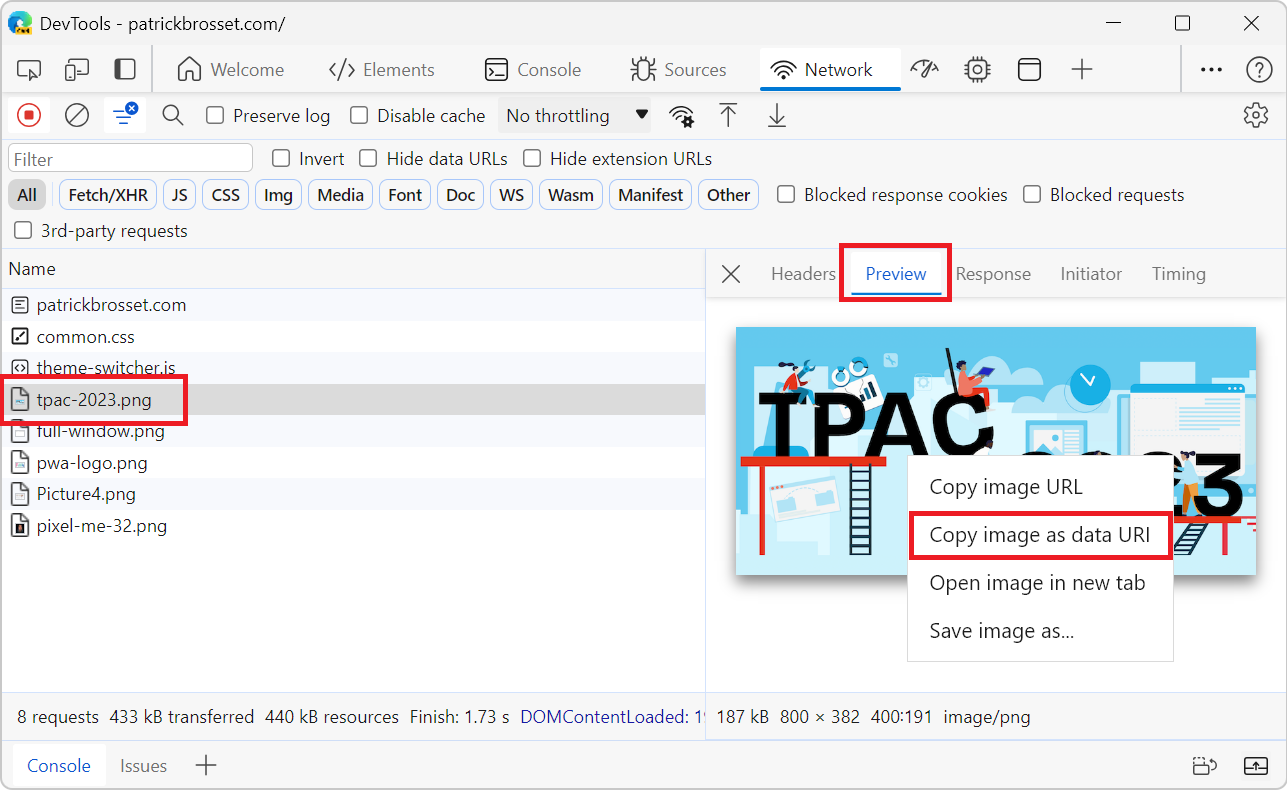 DevTools - patrickbrosset.com/
Welcome Elements Console Sources Network
Preserve log Disable cache No throttling
Filter Invert Hide data URLs Hide extension URLs
All Fetch/XHR JS CSS Img Media Font Doc WS Wasm Manifest Other Blocked response cookies Blocked requests
3rd-party requests
Name
patrickbrosset.com
common.css
theme-switcher.js
tpac-2023.png
full-window.png
pwa-logo.png
Picture4.png
pixel-me-32.png
Headers Preview Response Initiator Timing
TPAC
23
Copy image URL
Copy image as data URI
Open image in new tab
Save image as...
8 requests 433 kB transferred 440 kB resources Finish: 1.73 s DOMContentLoaded: 187 kB 800 × 382 400:191 image/png
Console Issues